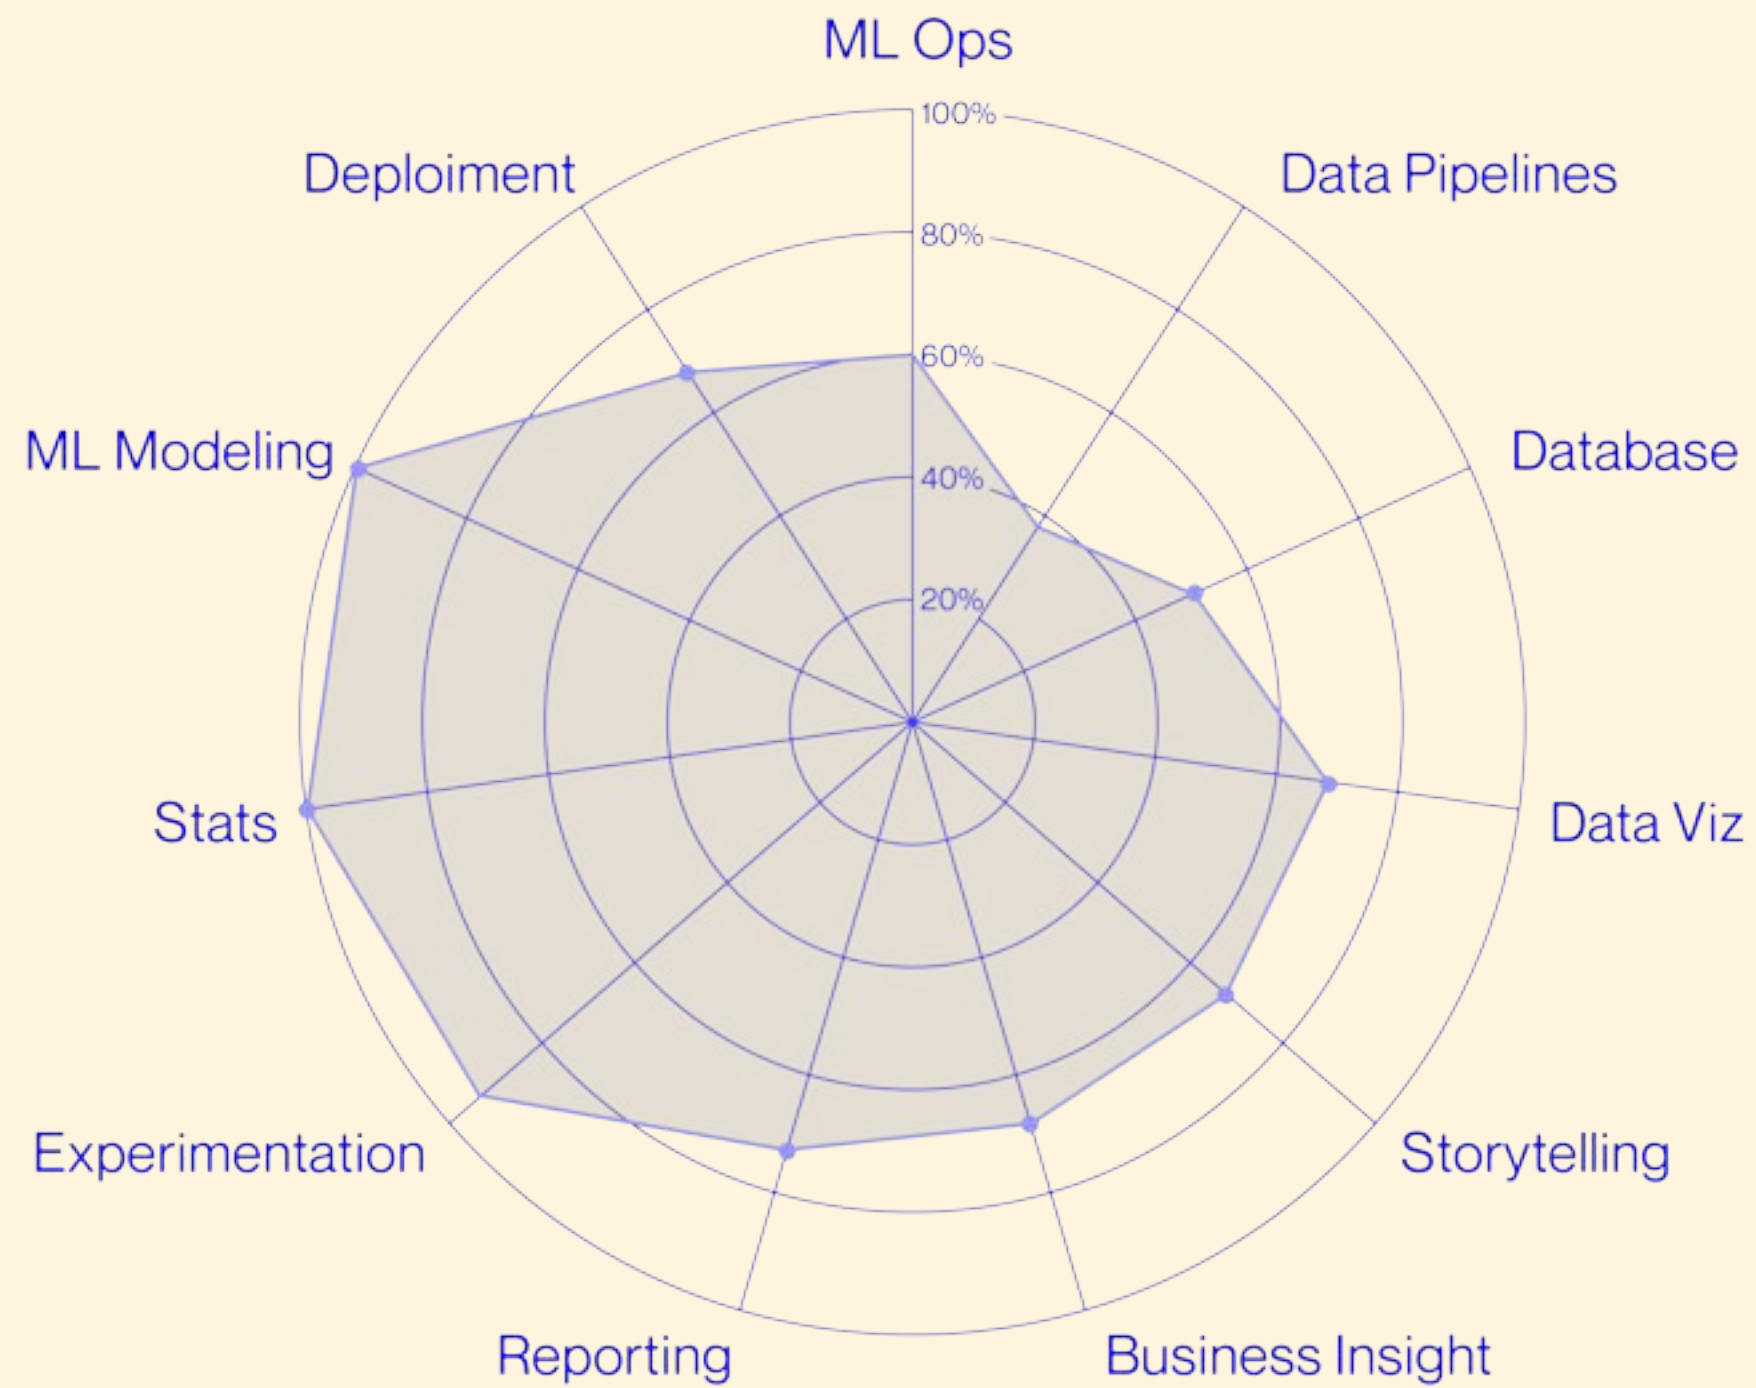 ML Ops
100%
Deploiment
Data Pipelines
80%
60%
ML Modeling
Database
40%
20%
Stats
Data Viz
Experimentation
Storytelling
Reporting
Business Insight